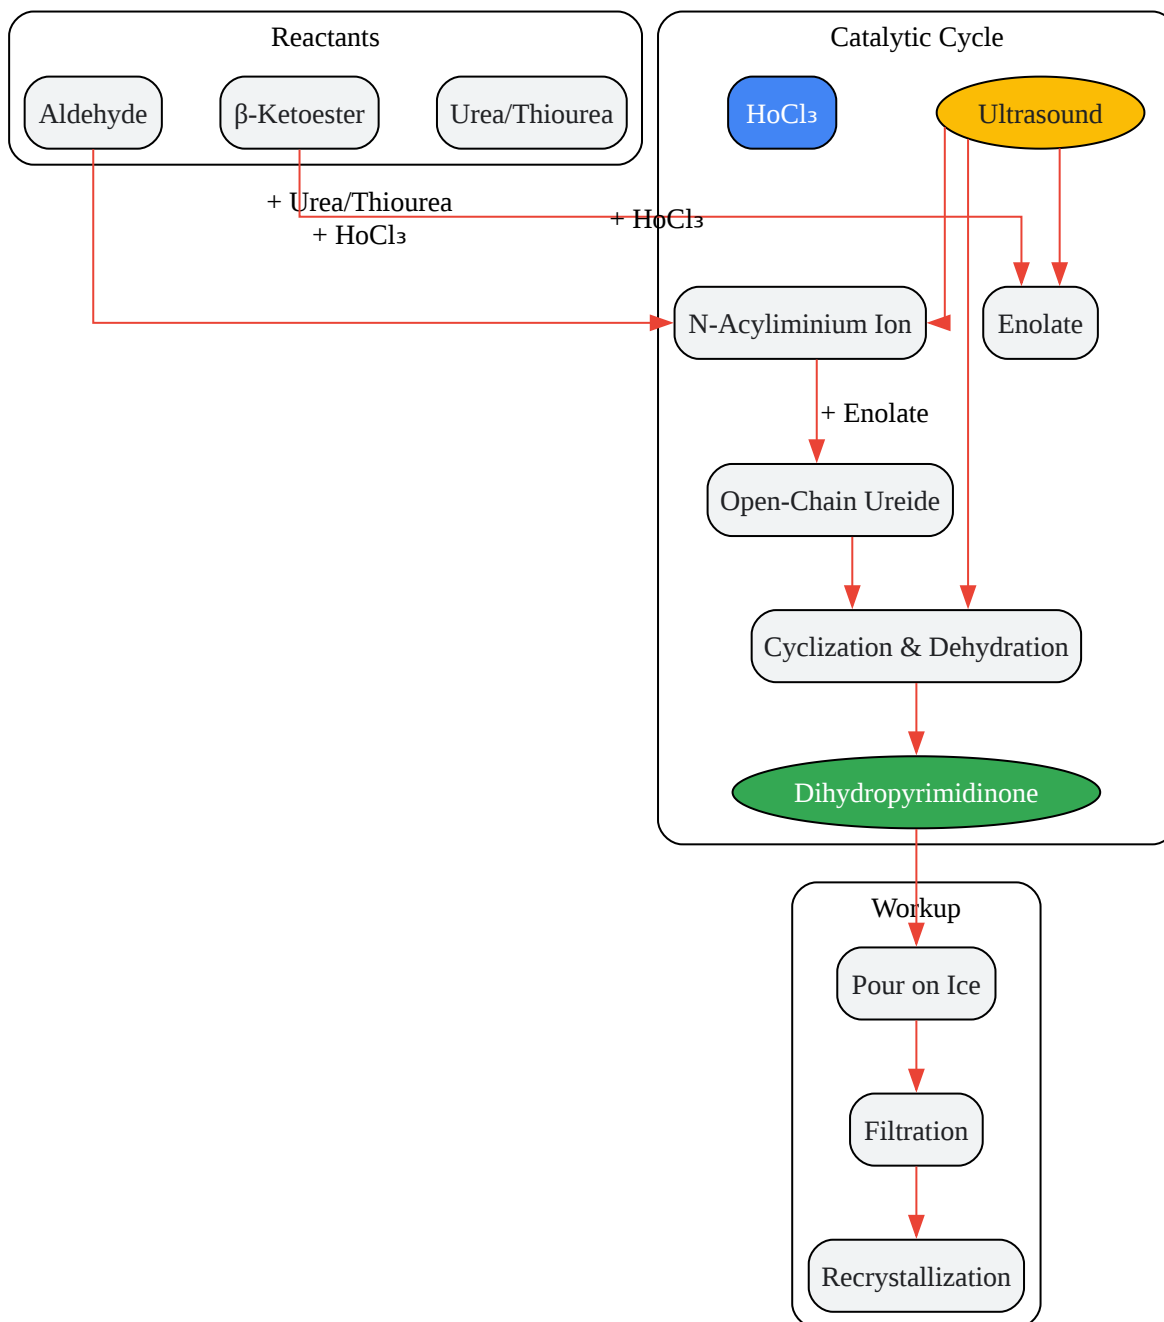 Reactants
Catalytic Cycle
Aldehyde
β-Ketoester
Urea/Thiourea
HoCl₃
Ultrasound
+ Urea/Thiourea
+ HoCl₃
+ HoCl₃
N-Acyliminium Ion
Enolate
+ Enolate
Open-Chain Ureide
Cyclization & Dehydration
Dihydropyrimidinone
Workup
Pour on Ice
Filtration
Recrystallization